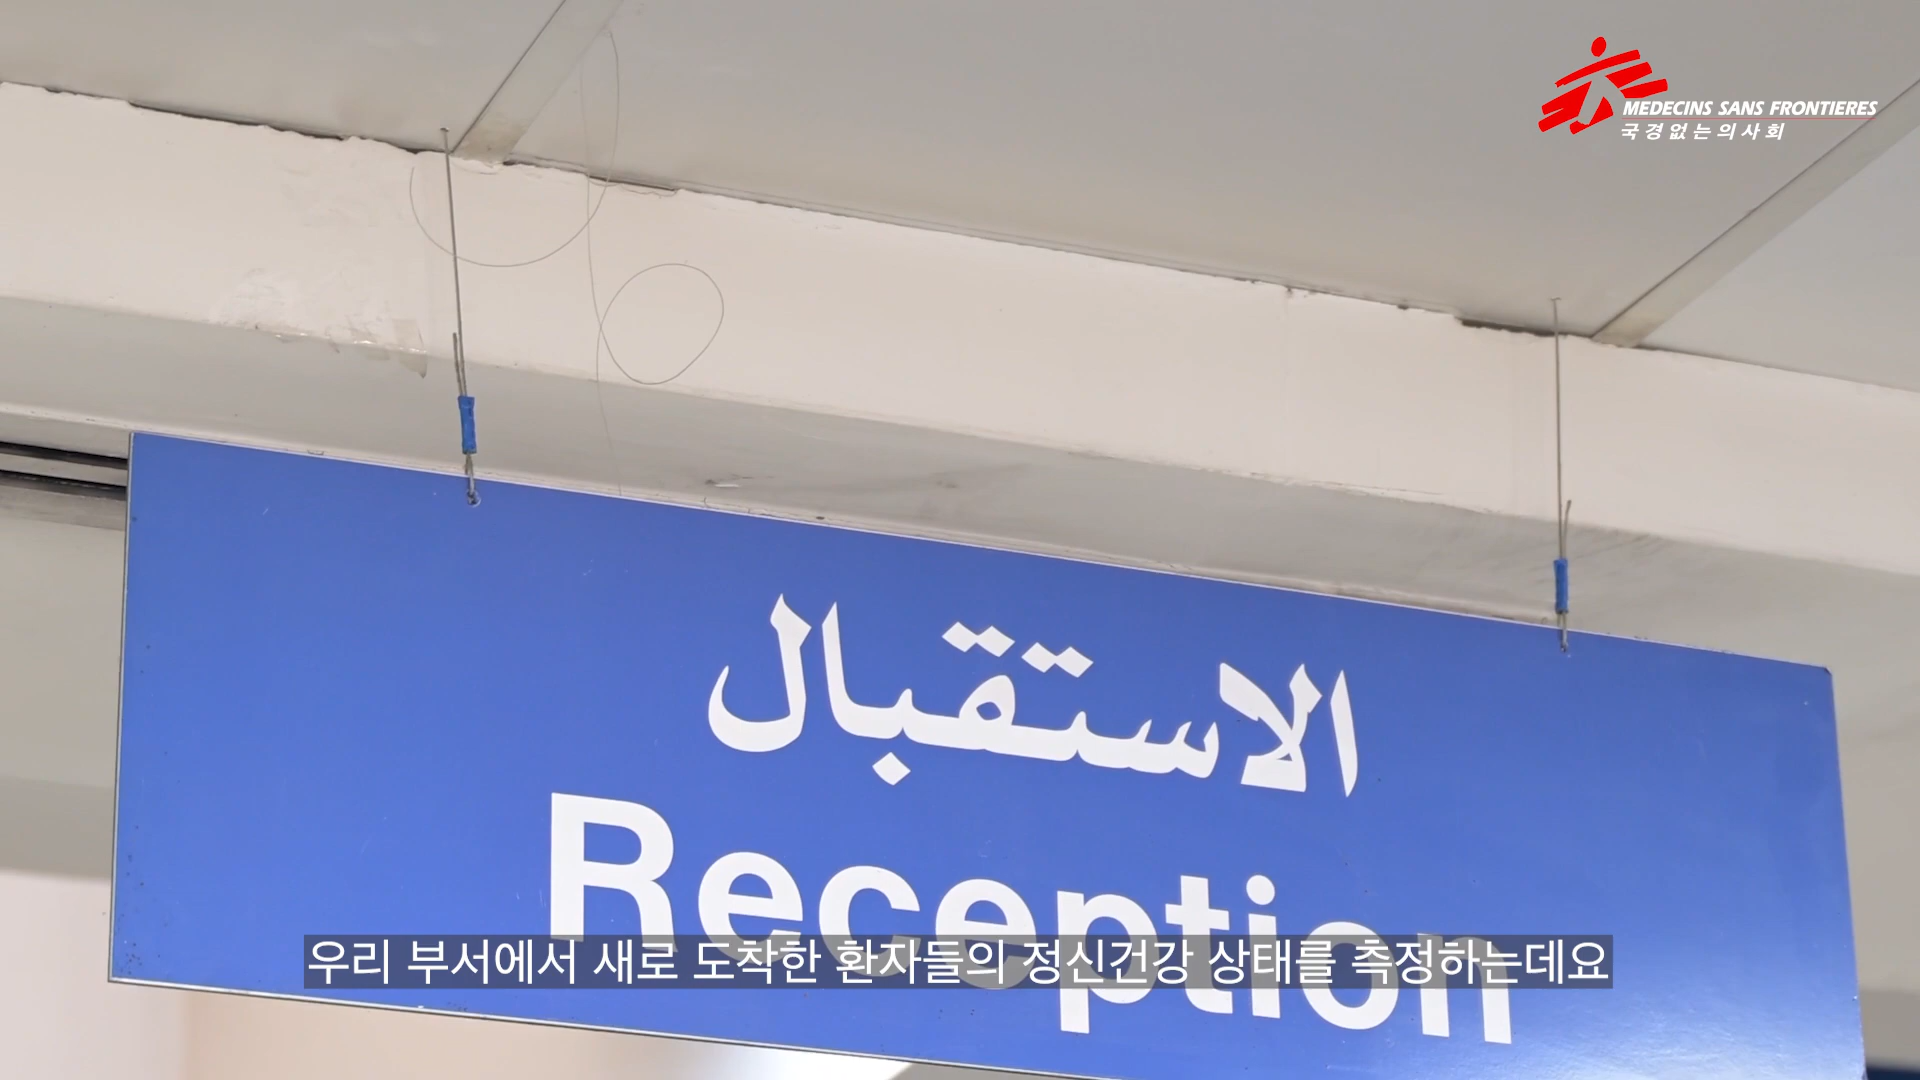 MEDECINS SANS FRONTIERES
국경없는의사회
الاستقبال
Reception
우리 부서에서 새로 도착한 환자들의 정신건강 상태를 측정하는데요